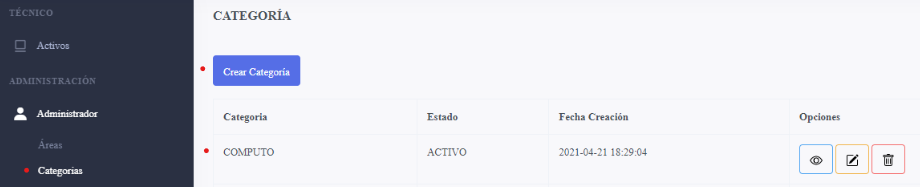 TÉCNICO
Activos
ADMINISTRACIÓN
Administrador
Áreas
Categorias
CATEGORÍA
Crear Categoría
Categoria Estado Fecha Creación Opciones
COMPUTO ACTIVO 2021-04-21 18:29:04